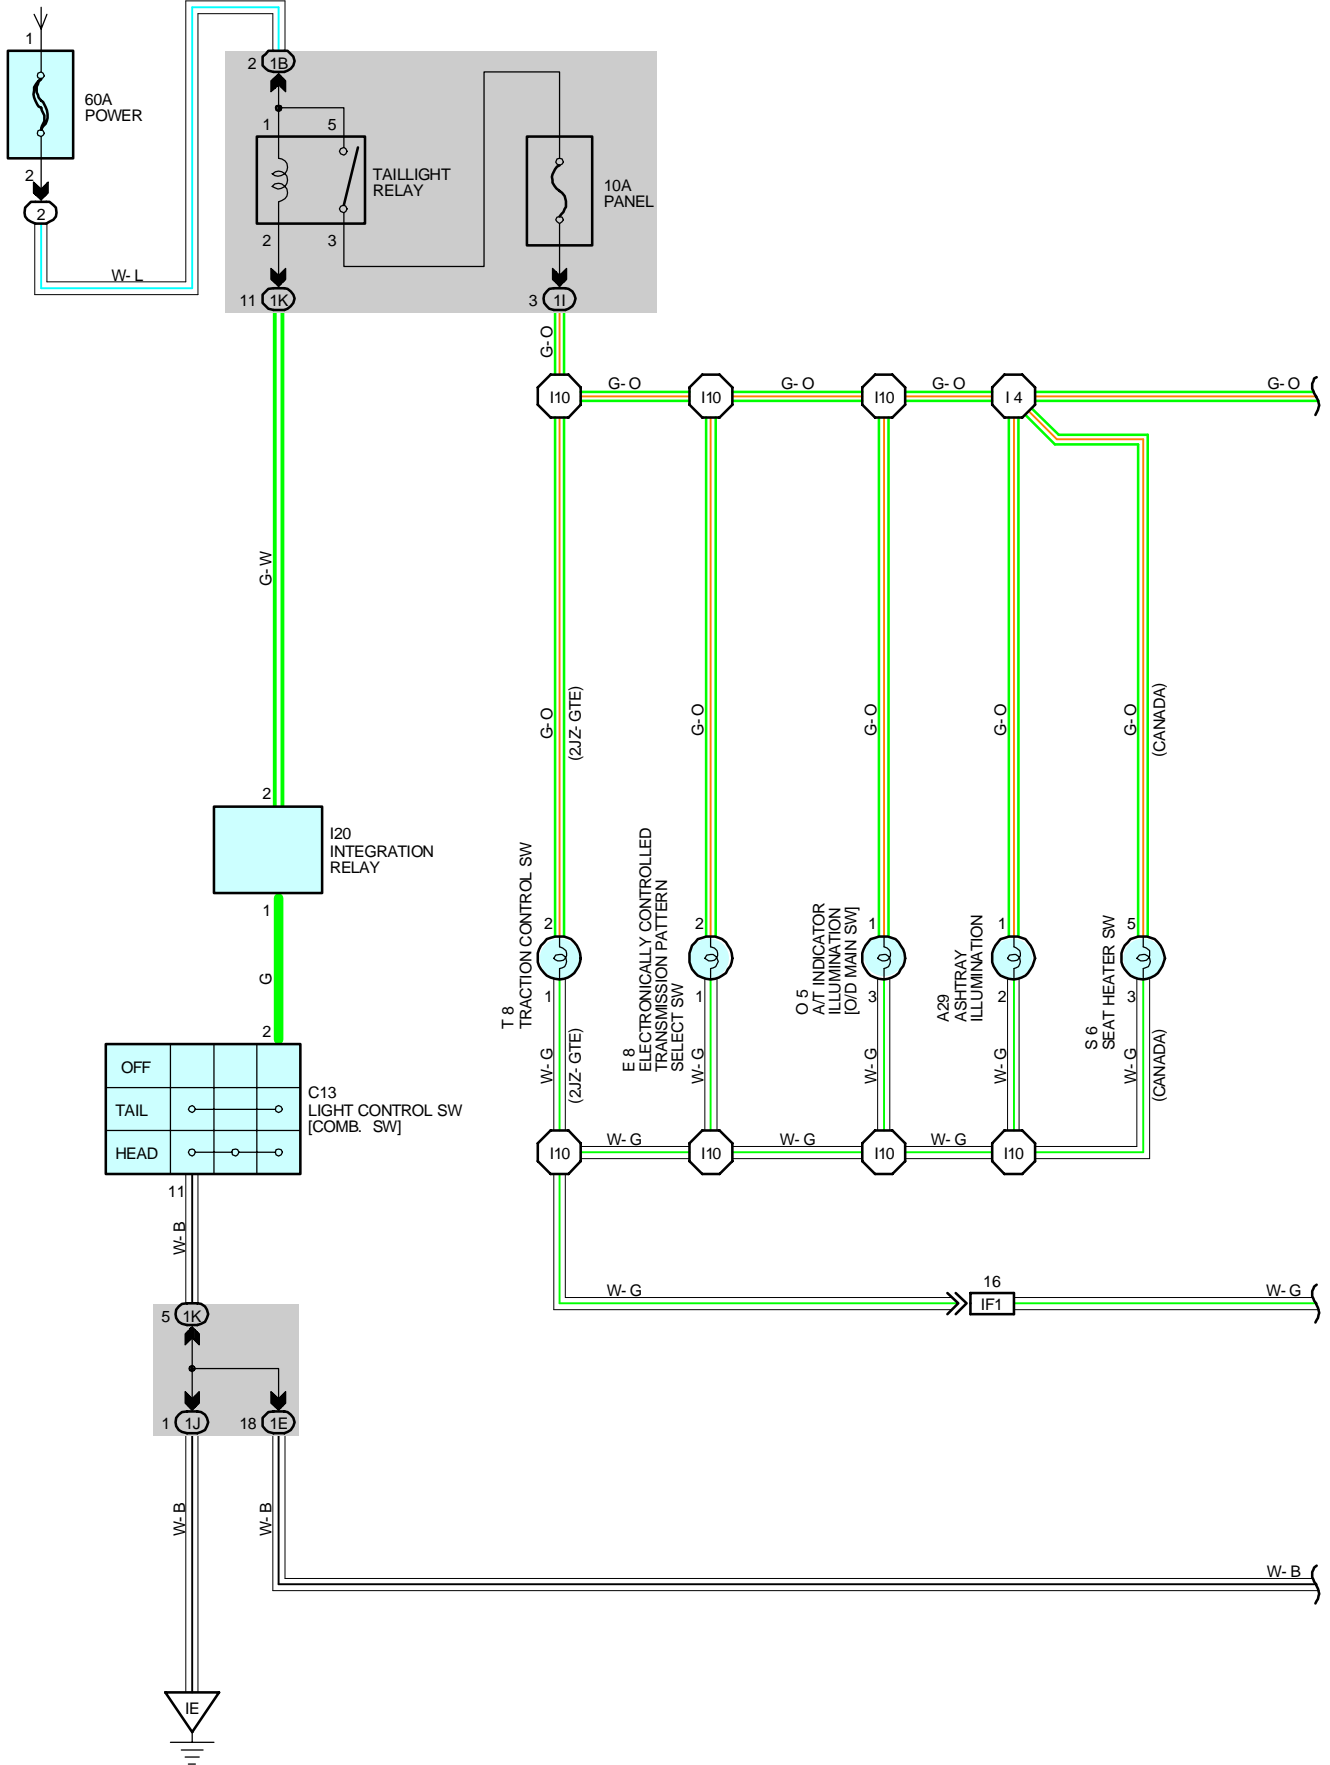 1
60A
POWER
2
2
W- L
2 1B
1 5
TAILLIGHT
RELAY
2 3
11 1K
10A
PANEL
3 1I
G- O
I10
G- O
I10
G- O
I10
G- O
I 4
G- O
G- W
G- O
(2JZ- GTE)
G- O
G- O
G- O
G- O
(CANADA)
2
I20
INTEGRATION
RELAY
1
G
2
OFF
TAIL
HEAD
C13
LIGHT CONTROL SW
[COMB. SW]
11
W- B
5 1K
1 1J
18 1E
W- B
W- B
IE
T 8
TRACTION CONTROL SW
2
1
W- G
(2JZ- GTE)
E 8
ELECTRONICALLY CONTROLLED
TRANSMISSION PATTERN
SELECT SW
2
1
W- G
O 5
A/T INDICATOR
ILLUMINATION
[O/D MAIN SW]
1
3
W- G
A29
ASHTRAY
ILLUMINATION
1
2
W- G
S 6
SEAT HEATER SW
5
3
W- G
(CANADA)
I10
W- G
I10
W- G
I10
W- G
I10
W- G
16
IF1
W- G
W- B